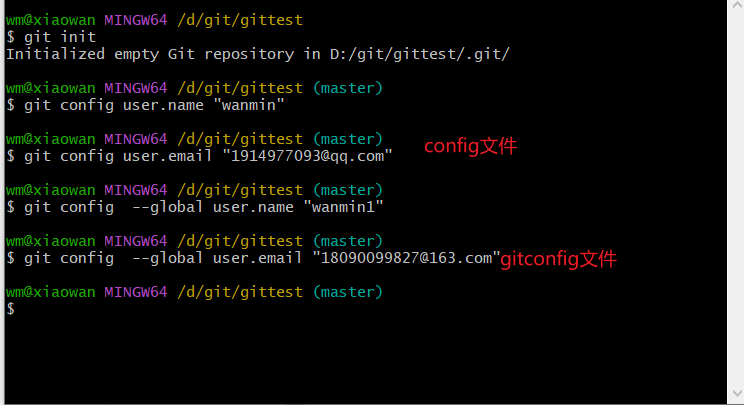 wm@xiaowan MINGW64 /d/git/gittest
$ git init
Initialized empty Git repository in D:/git/gittest/.git/
wm@xiaowan MINGW64 /d/git/gittest (master)
$ git config user.name "wanmin"
wm@xiaowan MINGW64 /d/git/gittest (master)
config文件
$ git config user.email "1914977093@qq.com"
wm@xiaowan MINGW64 /d/git/gittest (master)
$ git config  --global user.name "wanmin1"
wm@xiaowan MINGW64 /d/git/gittest (master)
$ git config  --global user.email "18090099827@163.com"gitconfig文件
wm@xiaowan MINGW64 /d/git/gittest (master)
$